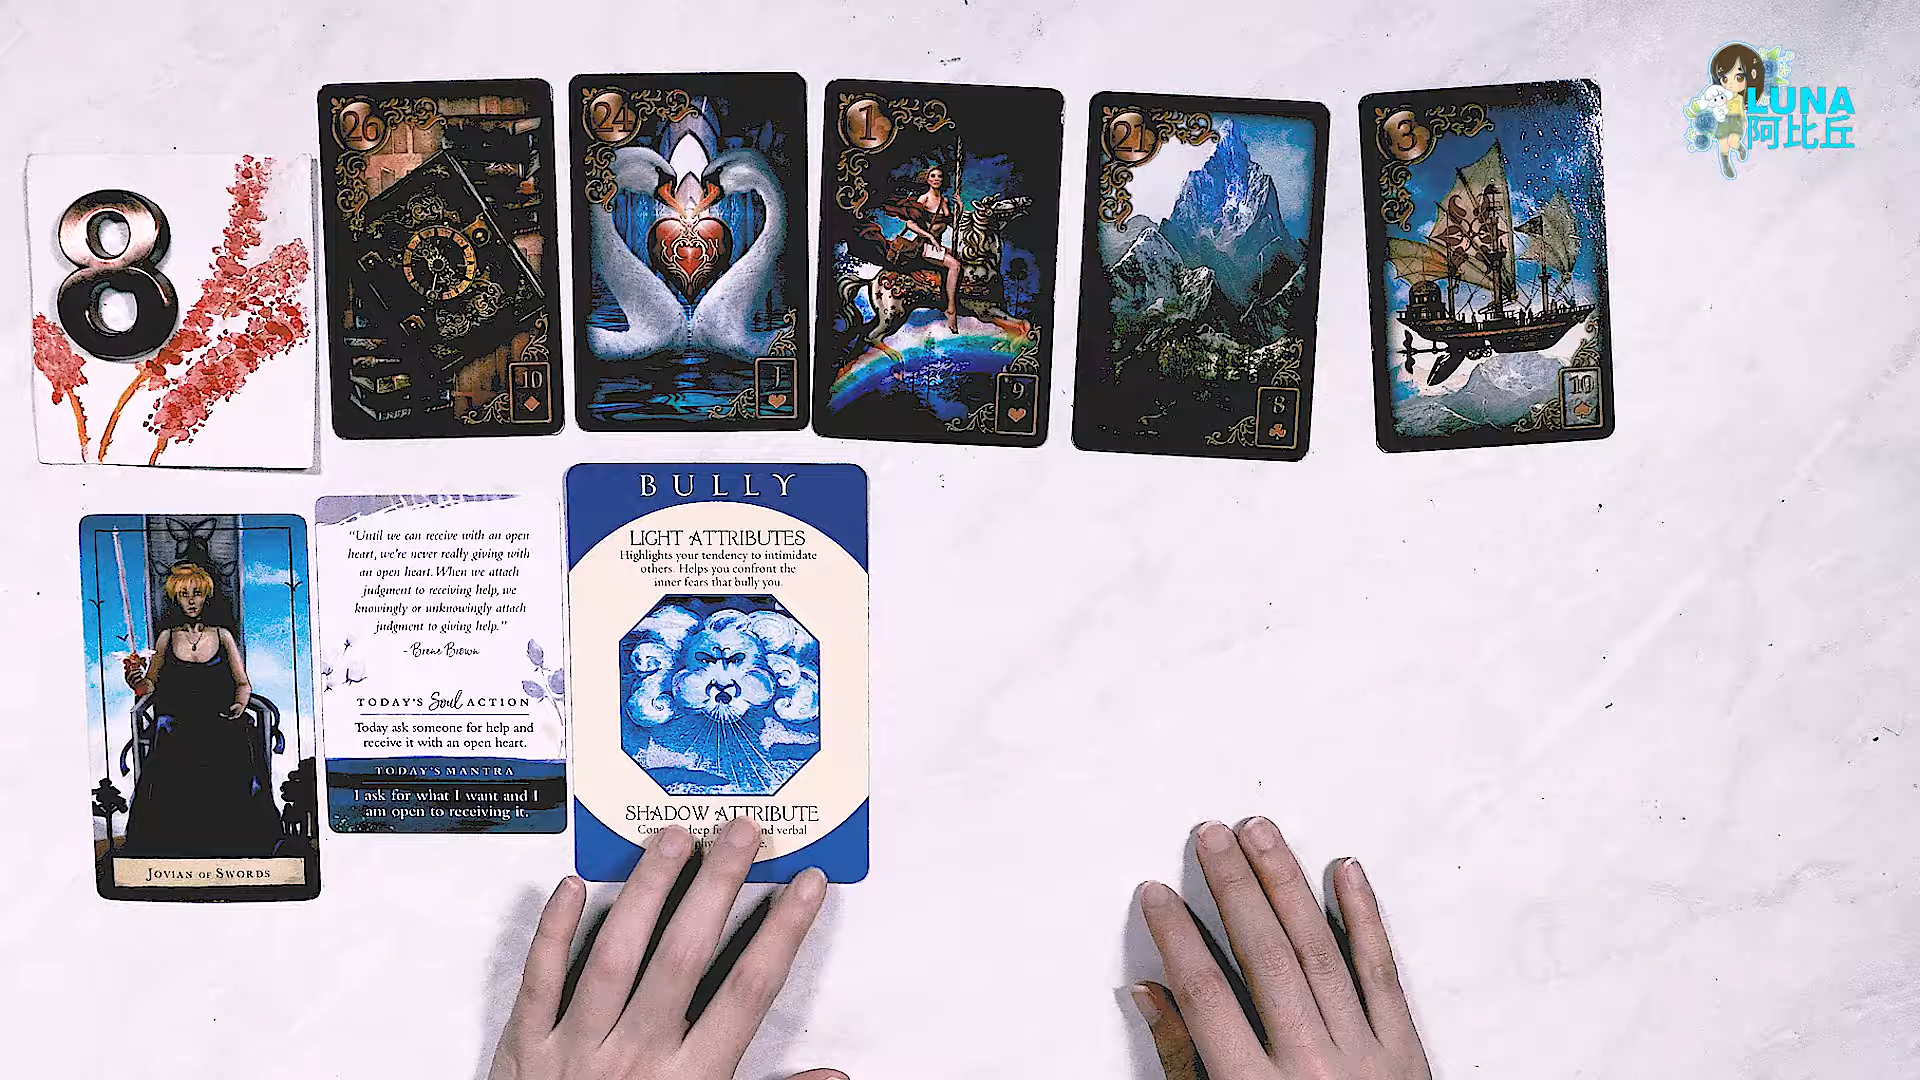 LUNA
阿比丘
8
26
10
24
J
1
9
21
8
3
10
JOVIAN OF SWORDS
"Until we can receive with an open
heart, we're never really giving with
an open heart. When we attach
judgment to receiving help, we
knowingly or unknowingly attach
judgment to giving help."
- Brene Brown
TODAY'S Soul ACTION
Today ask someone for help and
receive it with an open heart.
TODAY'S MANTRA
I ask for what I want and I
am open to receiving it.
BULLY
LIGHT ATTRIBUTES
Highlights your tendency to intimidate
others. Helps you confront the
inner fears that bully you.
SHADOW ATTRIBUTE
deep verbal